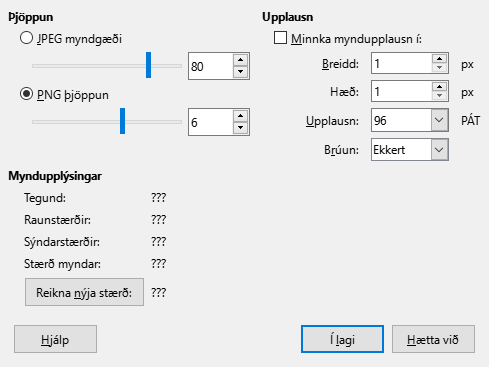 Þjöppun
JPEG myndgæði
80
PNG þjöppun
6
Upplausn
Minnka myndupplausn í:
Breidd: 1 px
Hæð: 1 px
Upplausn: 96 PÁT
Brúun: Ekkert
Myndupplýsingar
Tegund: ???
Raunstærðir: ???
Sýndarstærðir: ???
Stærð myndar: ???
Reikna nýja stærð: ???
Hjálp
Í lagi
Hætta við